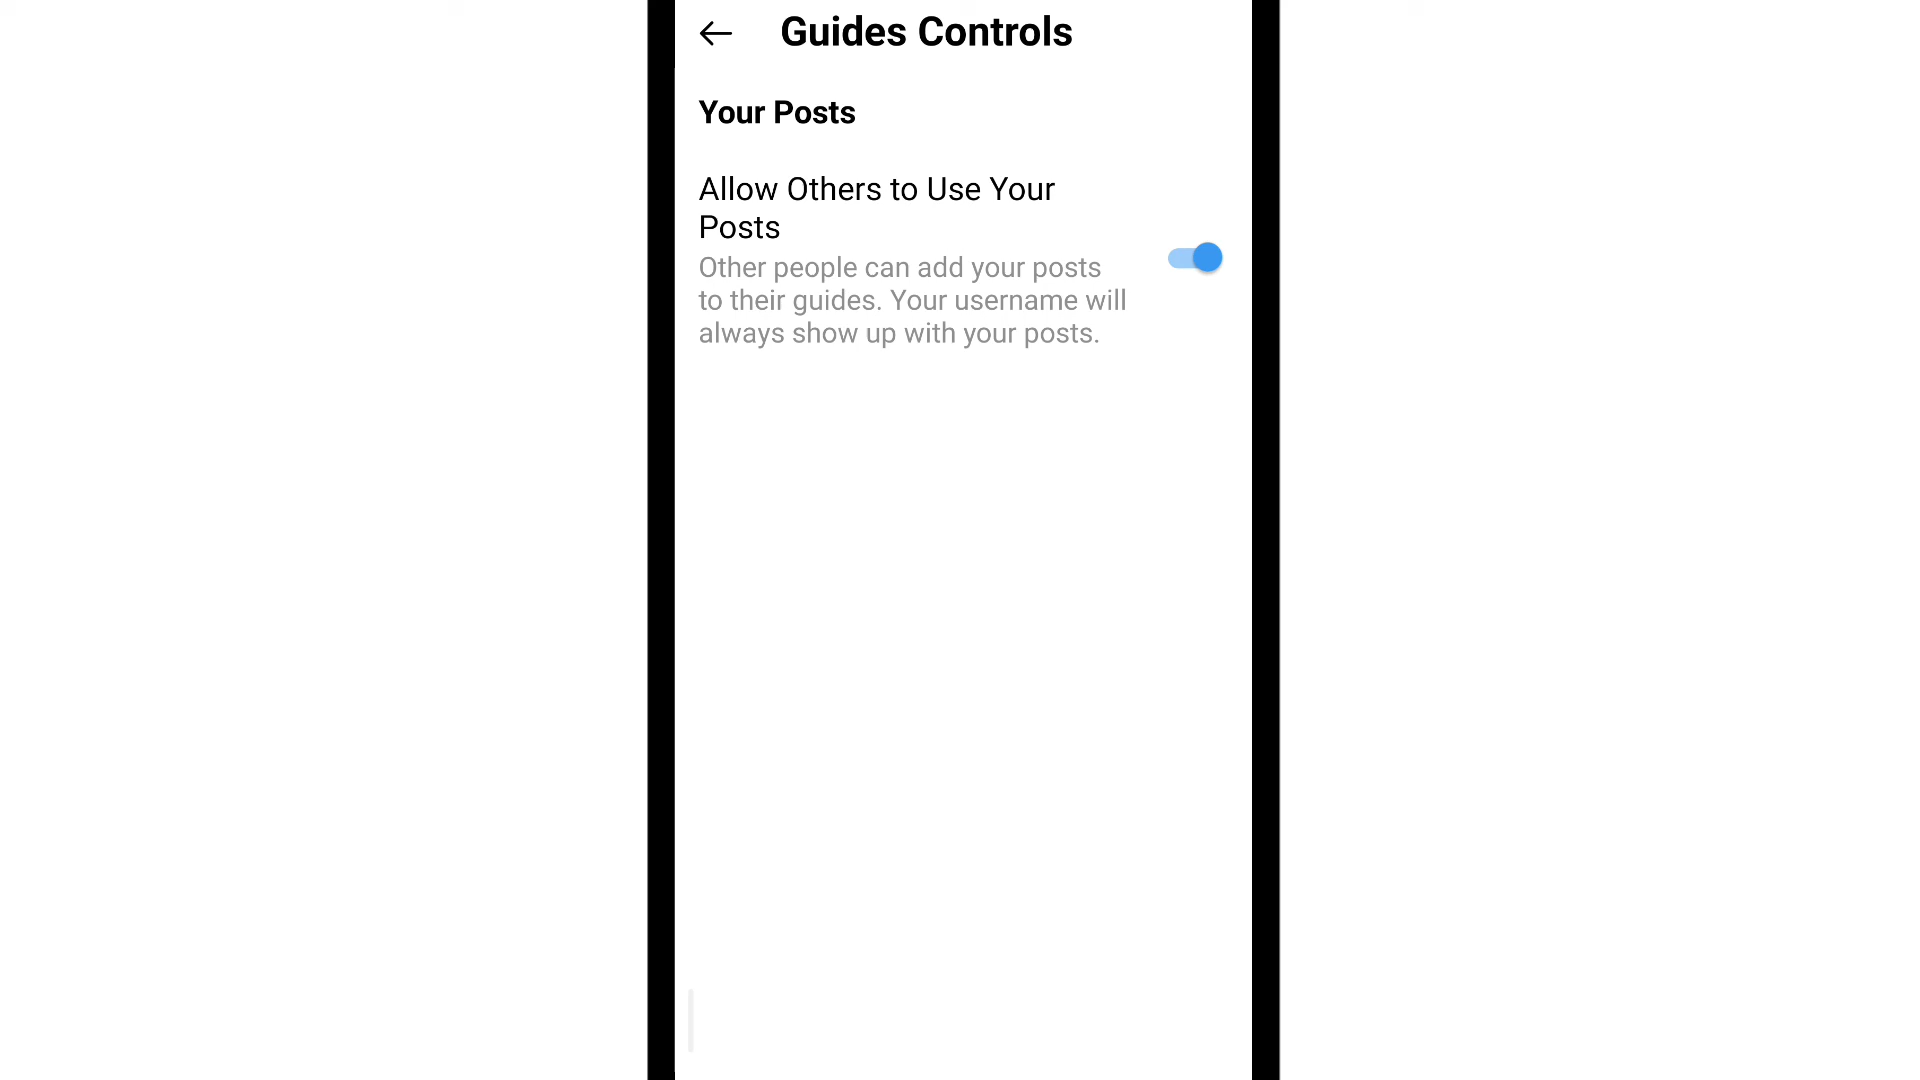 Guides Controls
Your Posts
Allow Others to Use Your
Posts
Other people can add your posts
to their guides. Your username will
always show up with your posts.